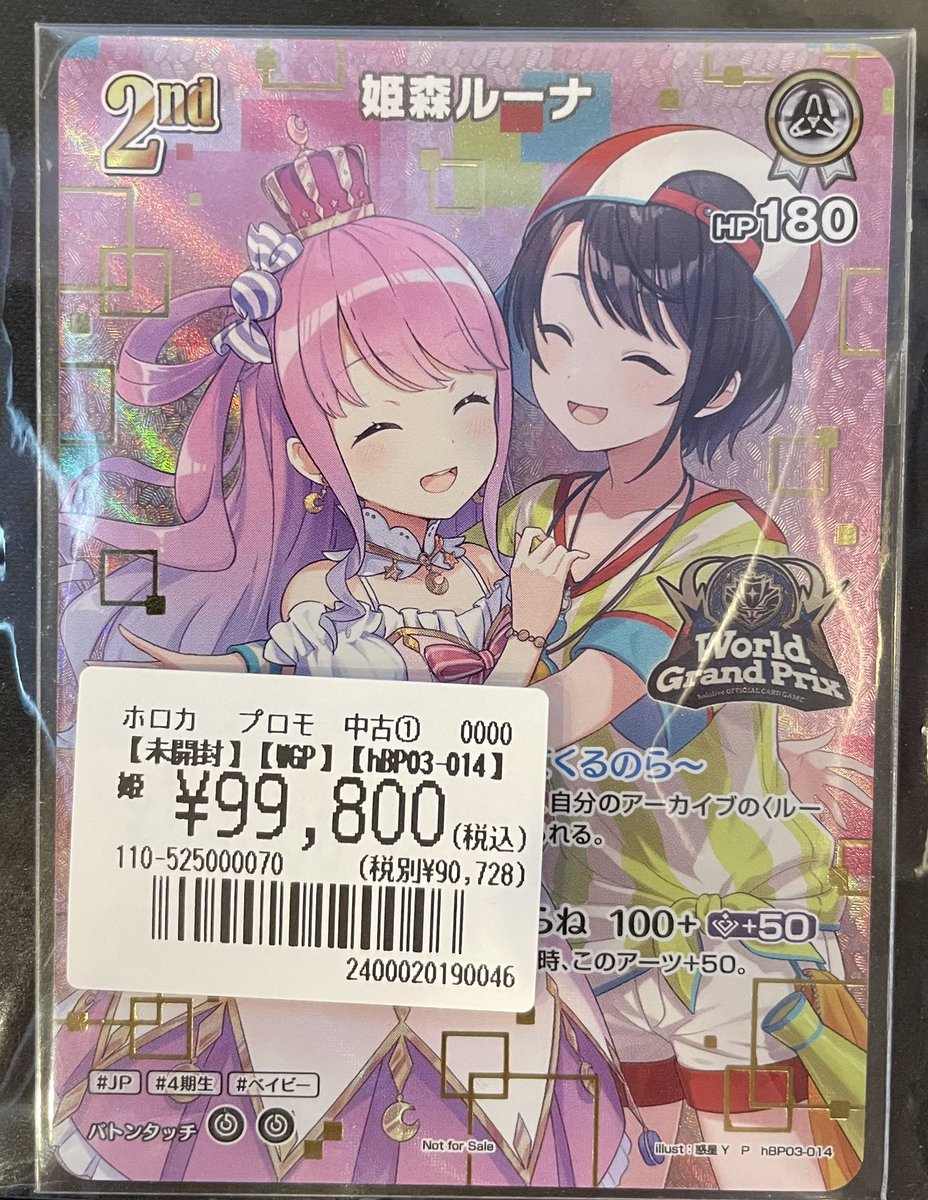 2nd
姫森ルーナ
HP180
World
Grand Prix
hololive OFFICIAL CARD GAME
くるのら〜
自分のアーカイブの〈ルー
れる。
らね 100+ +50
時、このアーツ+50。
ホロカ プロモ 中古① 0000
【未開封】【WGP】【hBP03-014】
姫 ¥99,800(税込)
110-525000070 (税別¥90,728)
2400020190046
#JP #4期生 #ベイビー
バトンタッチ
Not for Sale
illust:惑星Y P hBP03-014